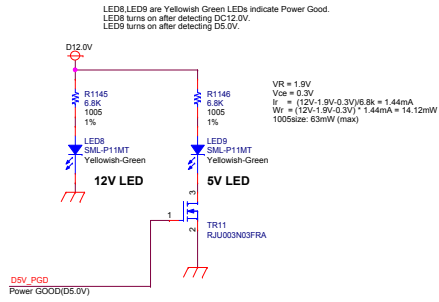 LED8,LED9 are Yellowish Green LEDs indicate Power Good.
LED8 turns on after detecting DC12.0V.
LED9 turns on after detecting D5.0V.
D12.0V
R1145
6.8K
1005
1%
R1146
6.8K
1005
1%
VR = 1.9V
Vce = 0.3V
Ir = (12V-1.9V-0.3V)/6.8k = 1.44mA
Wr = (12V-1.9V-0.3V) * 1.44mA = 14.12mW
1005size: 63mW (max)
LED8
SML-P11MT
Yellowish-Green
LED9
SML-P11MT
Yellowish-Green
12V LED
5V LED
3
1
2
TR11
RJU003N03FRA
D5V_PGD
Power GOOD(D5.0V)